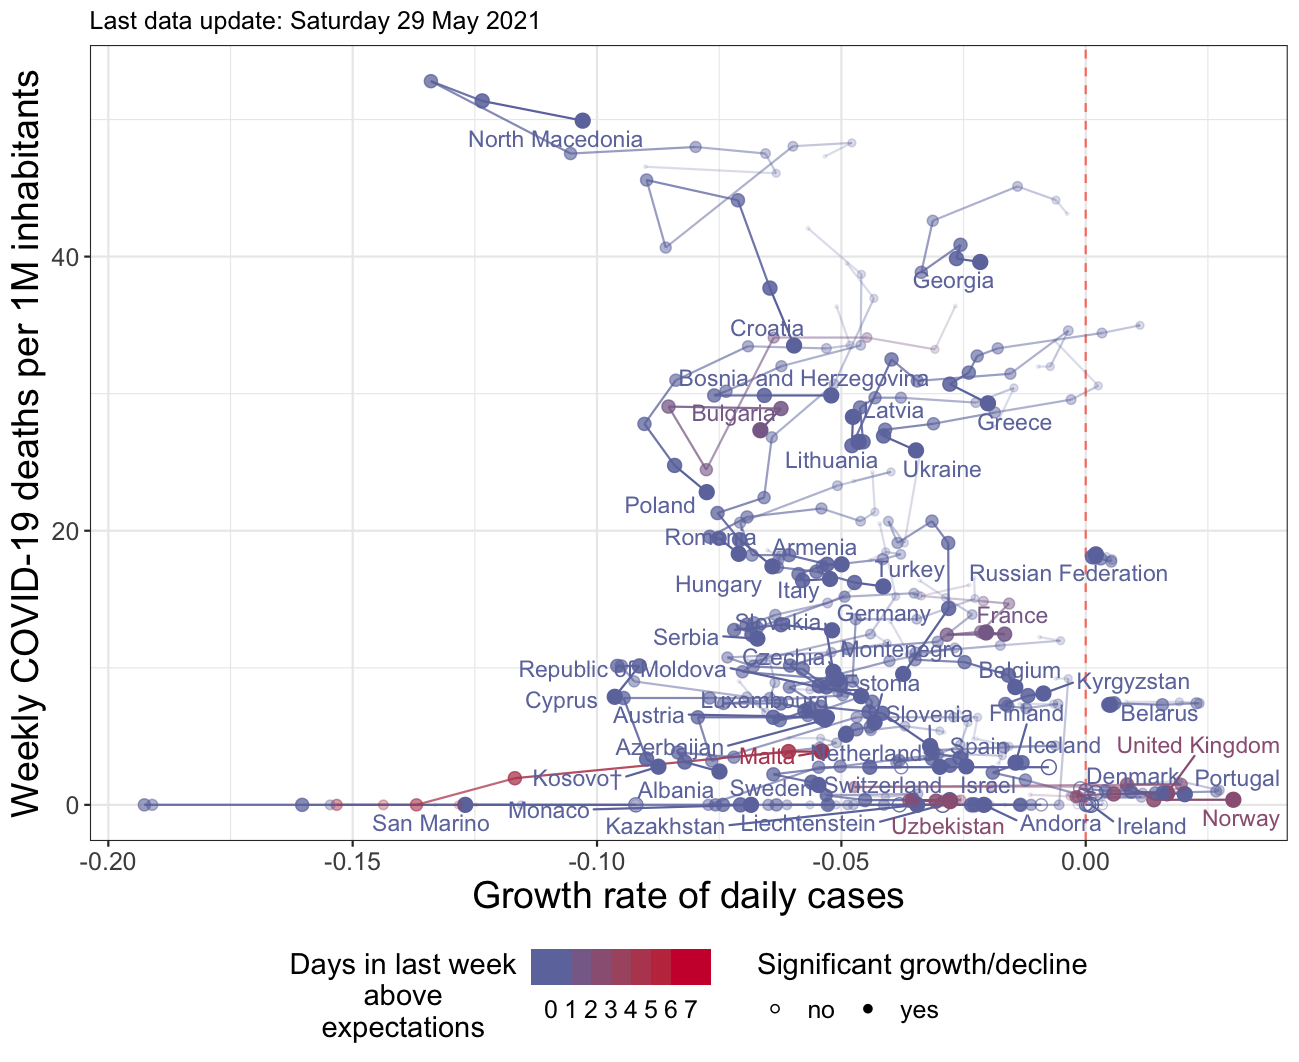 Last data update: Saturday 29 May 2021
Weekly COVID-19 deaths per 1M inhabitants
40
20
0
North Macedonia
Georgia
Croatia
Bosnia and Herzegovina
Bulgaria
Latvia
Greece
Lithuania
Ukraine
Poland
Romania
Armenia
Hungary
Italy
Turkey
Russian Federation
Germany
France
Slovakia
Serbia
Czechia
Montenegro
Republic of Moldova
Belgium
Kyrgyzstan
Estonia
Cyprus
Luxembourg
Austria
Slovenia
Finland
Belarus
Azerbaijan
Malta
Netherlands
Spain
Iceland
United Kingdom
Kosovo†
Albania
Sweden
Switzerland
Israel
Denmark
Portugal
San Marino
Monaco
Kazakhstan
Liechtenstein
Uzbekistan
Andorra
Ireland
Norway
-0.20
-0.15
-0.10
-0.05
0.00
Growth rate of daily cases
Days in last week
above
expectations
0 1 2 3 4 5 6 7
Significant growth/decline
no
yes